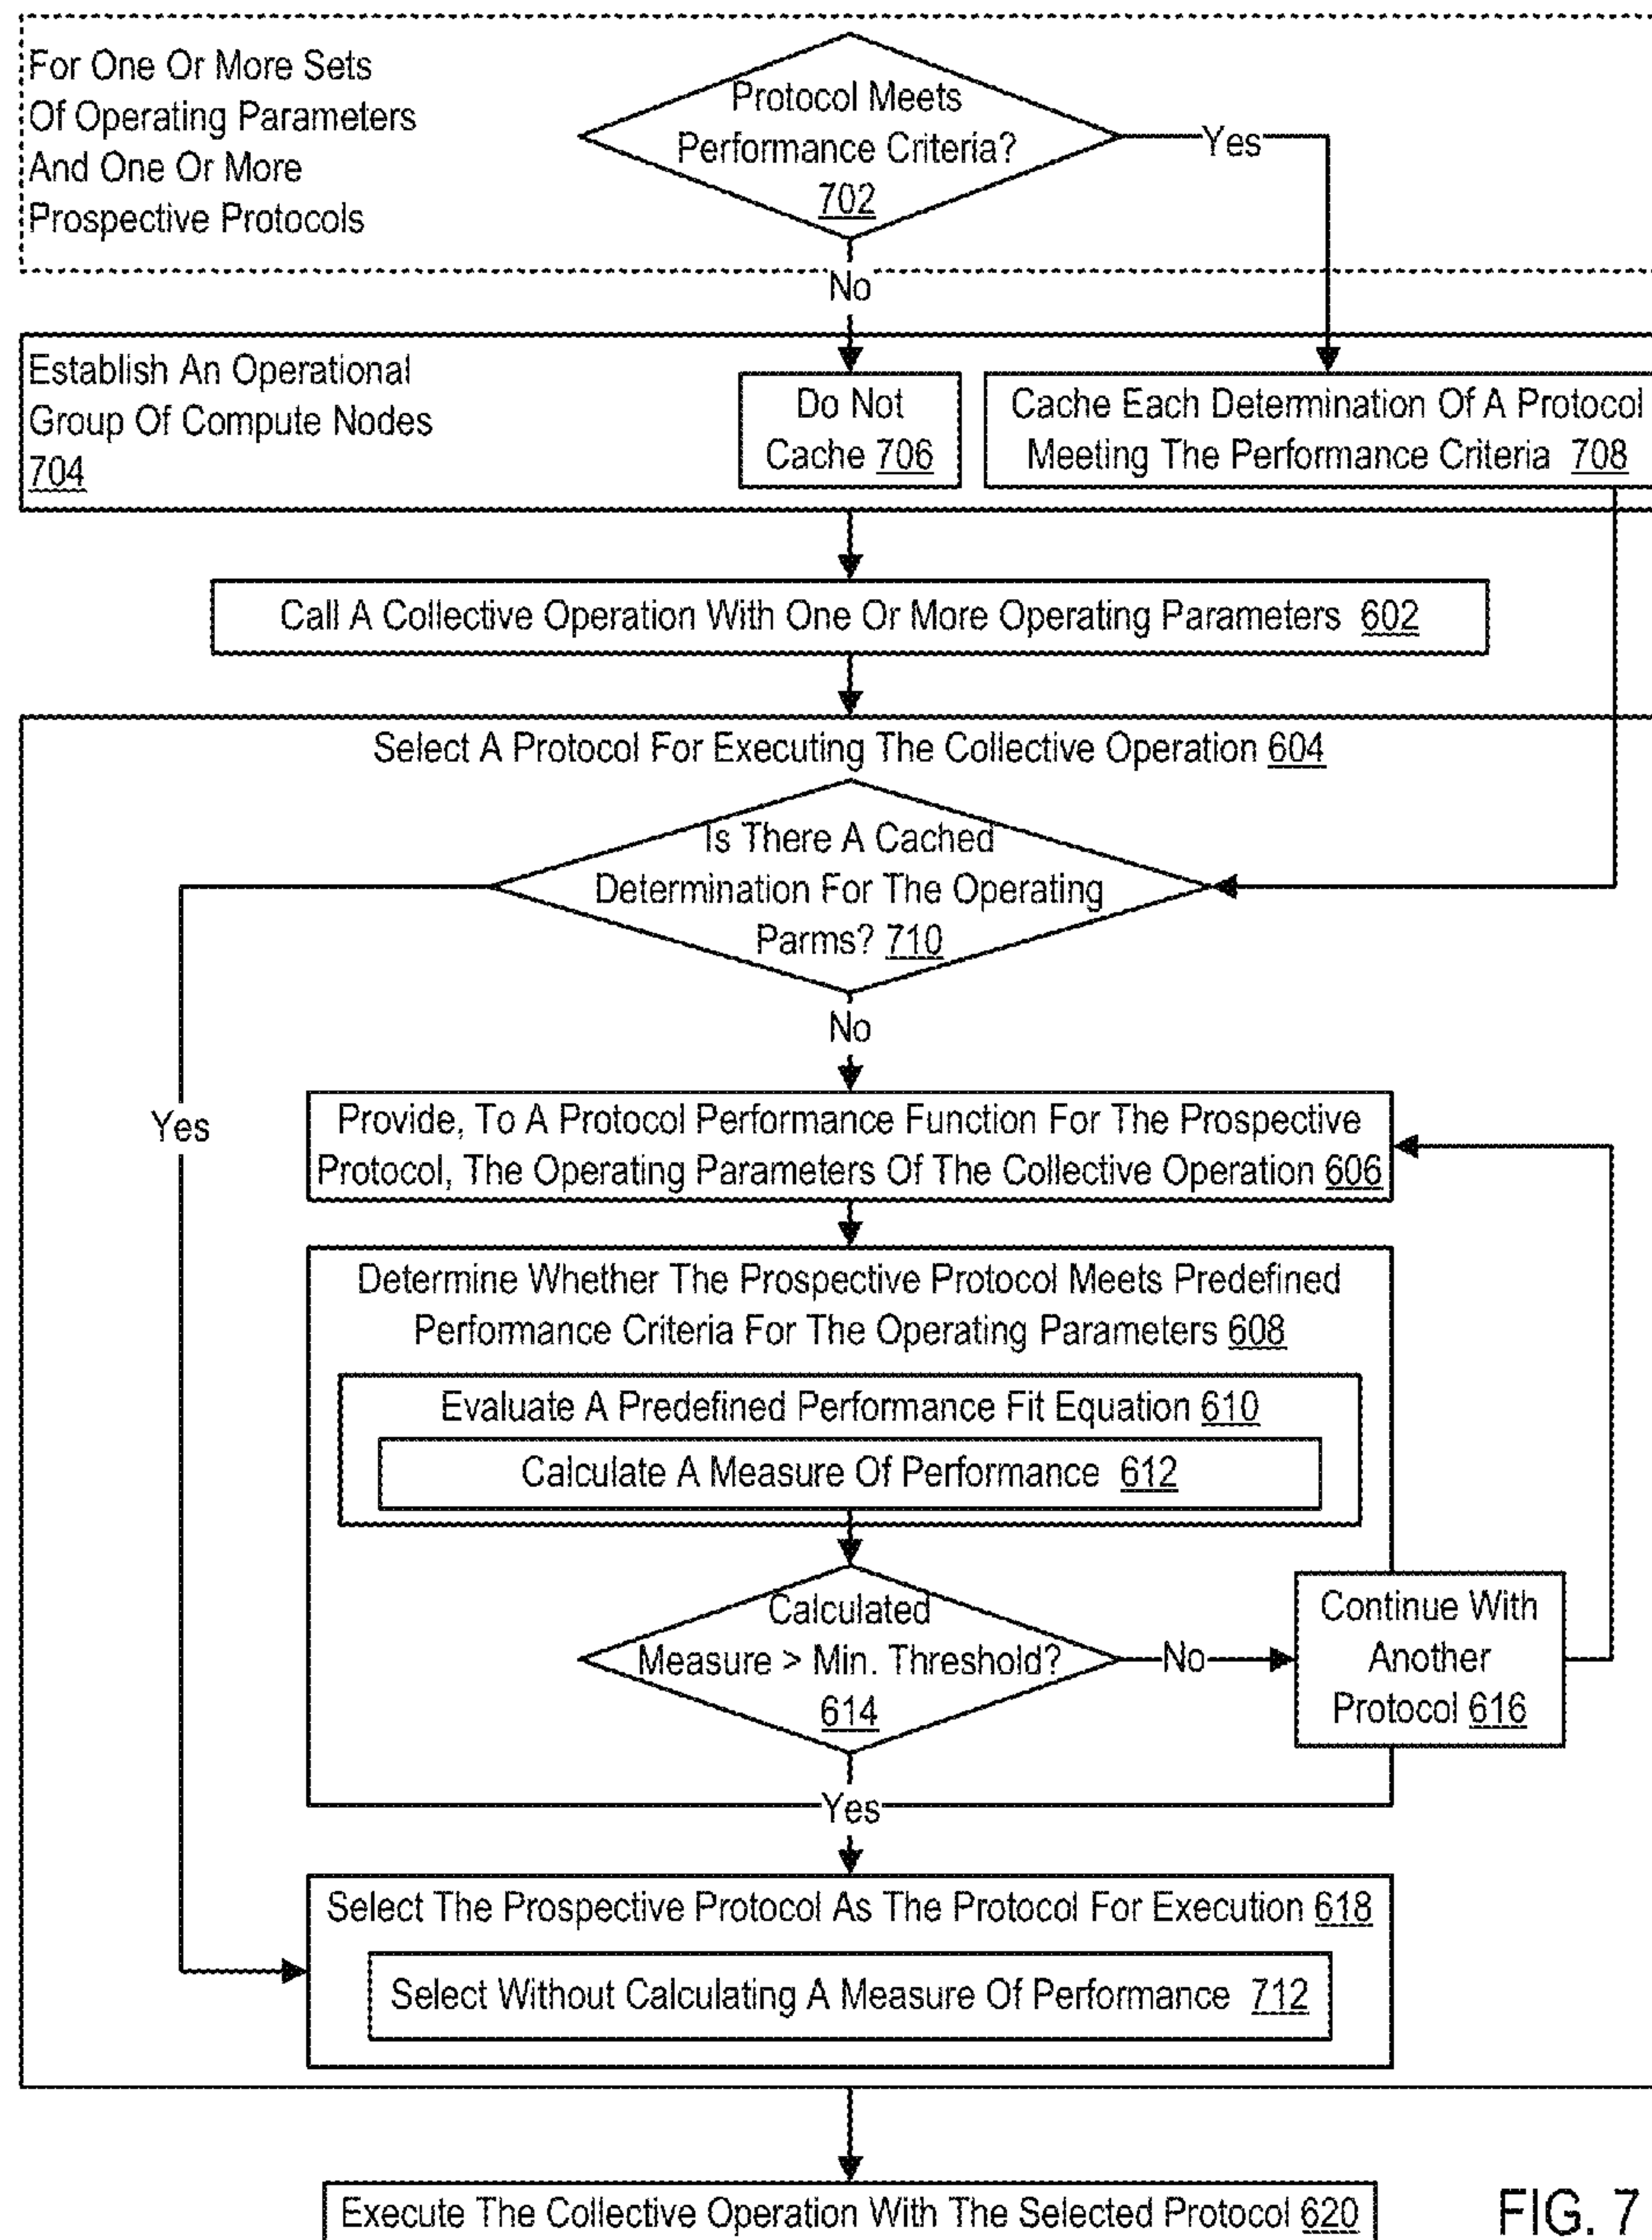 For One Or More Sets
Of Operating Parameters
And One Or More
Prospective Protocols
Protocol Meets
Performance Criteria?
702
Yes
No
Establish An Operational
Group Of Compute Nodes
704
Do Not
Cache 706
Cache Each Determination Of A Protocol
Meeting The Performance Criteria 708
Call A Collective Operation With One Or More Operating Parameters 602
Select A Protocol For Executing The Collective Operation 604
Is There A Cached
Determination For The Operating
Parms? 710
No
Yes
Provide, To A Protocol Performance Function For The Prospective
Protocol, The Operating Parameters Of The Collective Operation 606
Determine Whether The Prospective Protocol Meets Predefined
Performance Criteria For The Operating Parameters 608
Evaluate A Predefined Performance Fit Equation 610
Calculate A Measure Of Performance 612
Calculated
Measure > Min. Threshold?
614
No
Continue With
Another
Protocol 616
Yes
Select The Prospective Protocol As The Protocol For Execution 618
Select Without Calculating A Measure Of Performance 712
Execute The Collective Operation With The Selected Protocol 620
FIG. 7